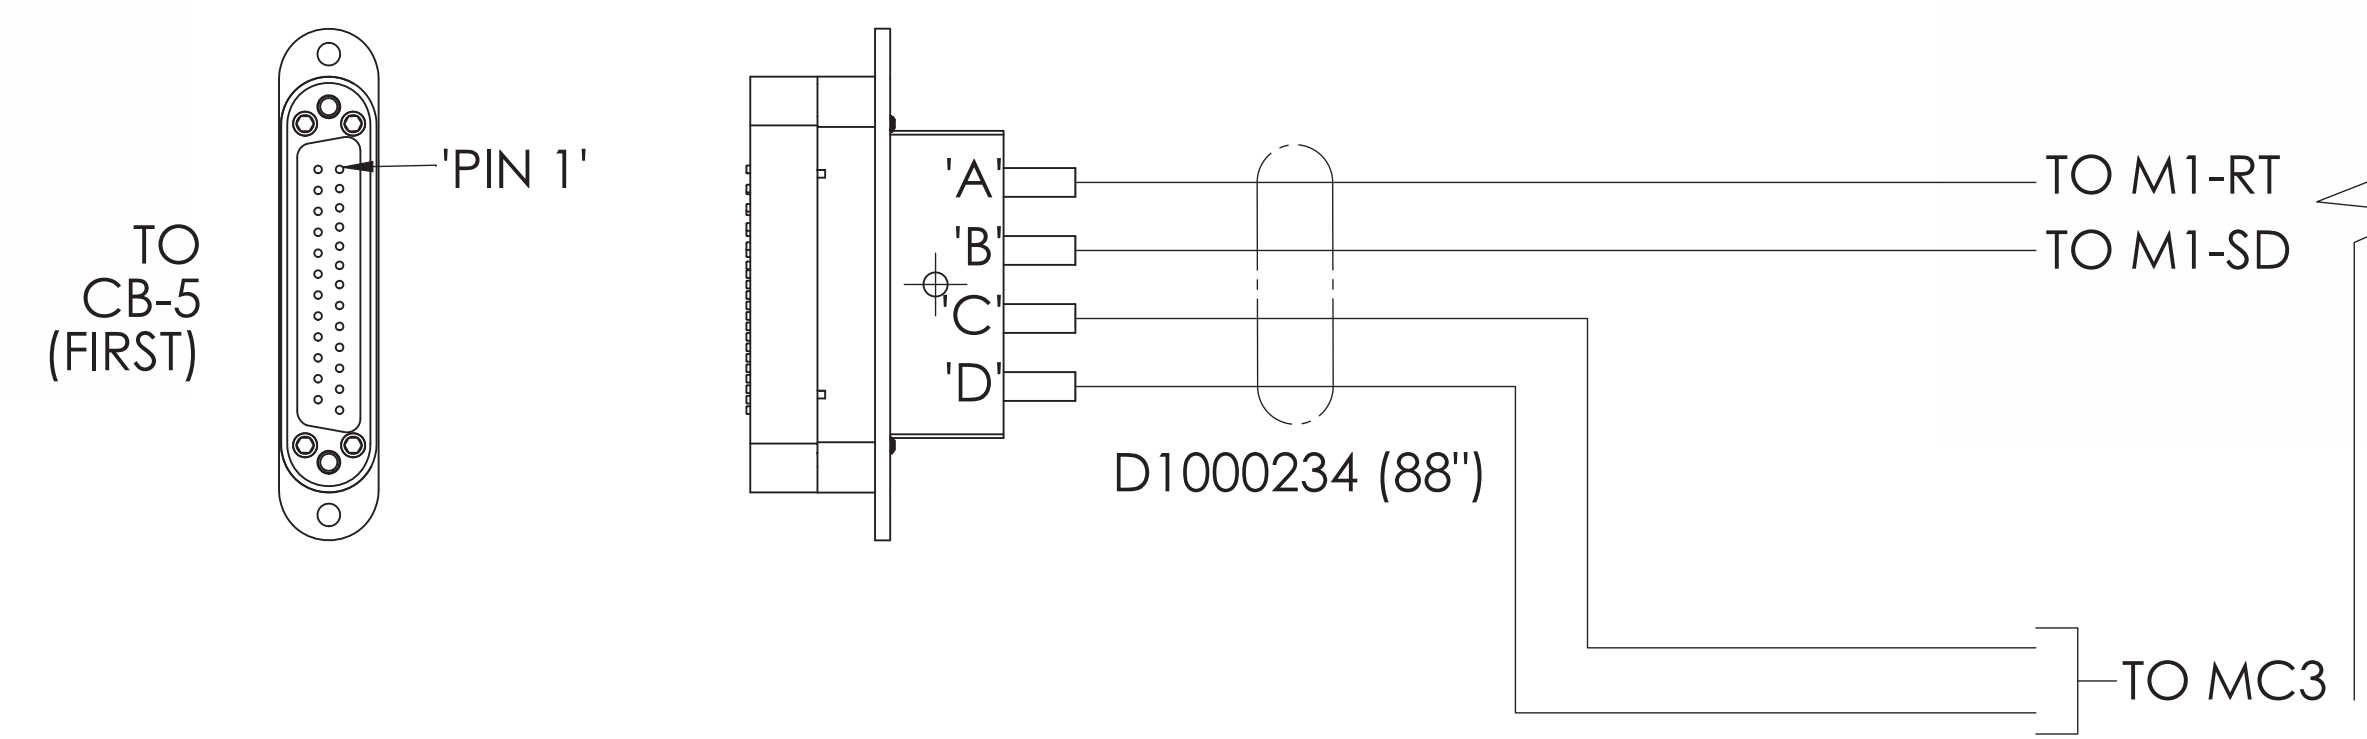 TO
CB-5
(FIRST)
'PIN 1'
'A'
'B'
'C'
'D'
D1000234 (88")
TO M1-RT
TO M1-SD
TO MC3